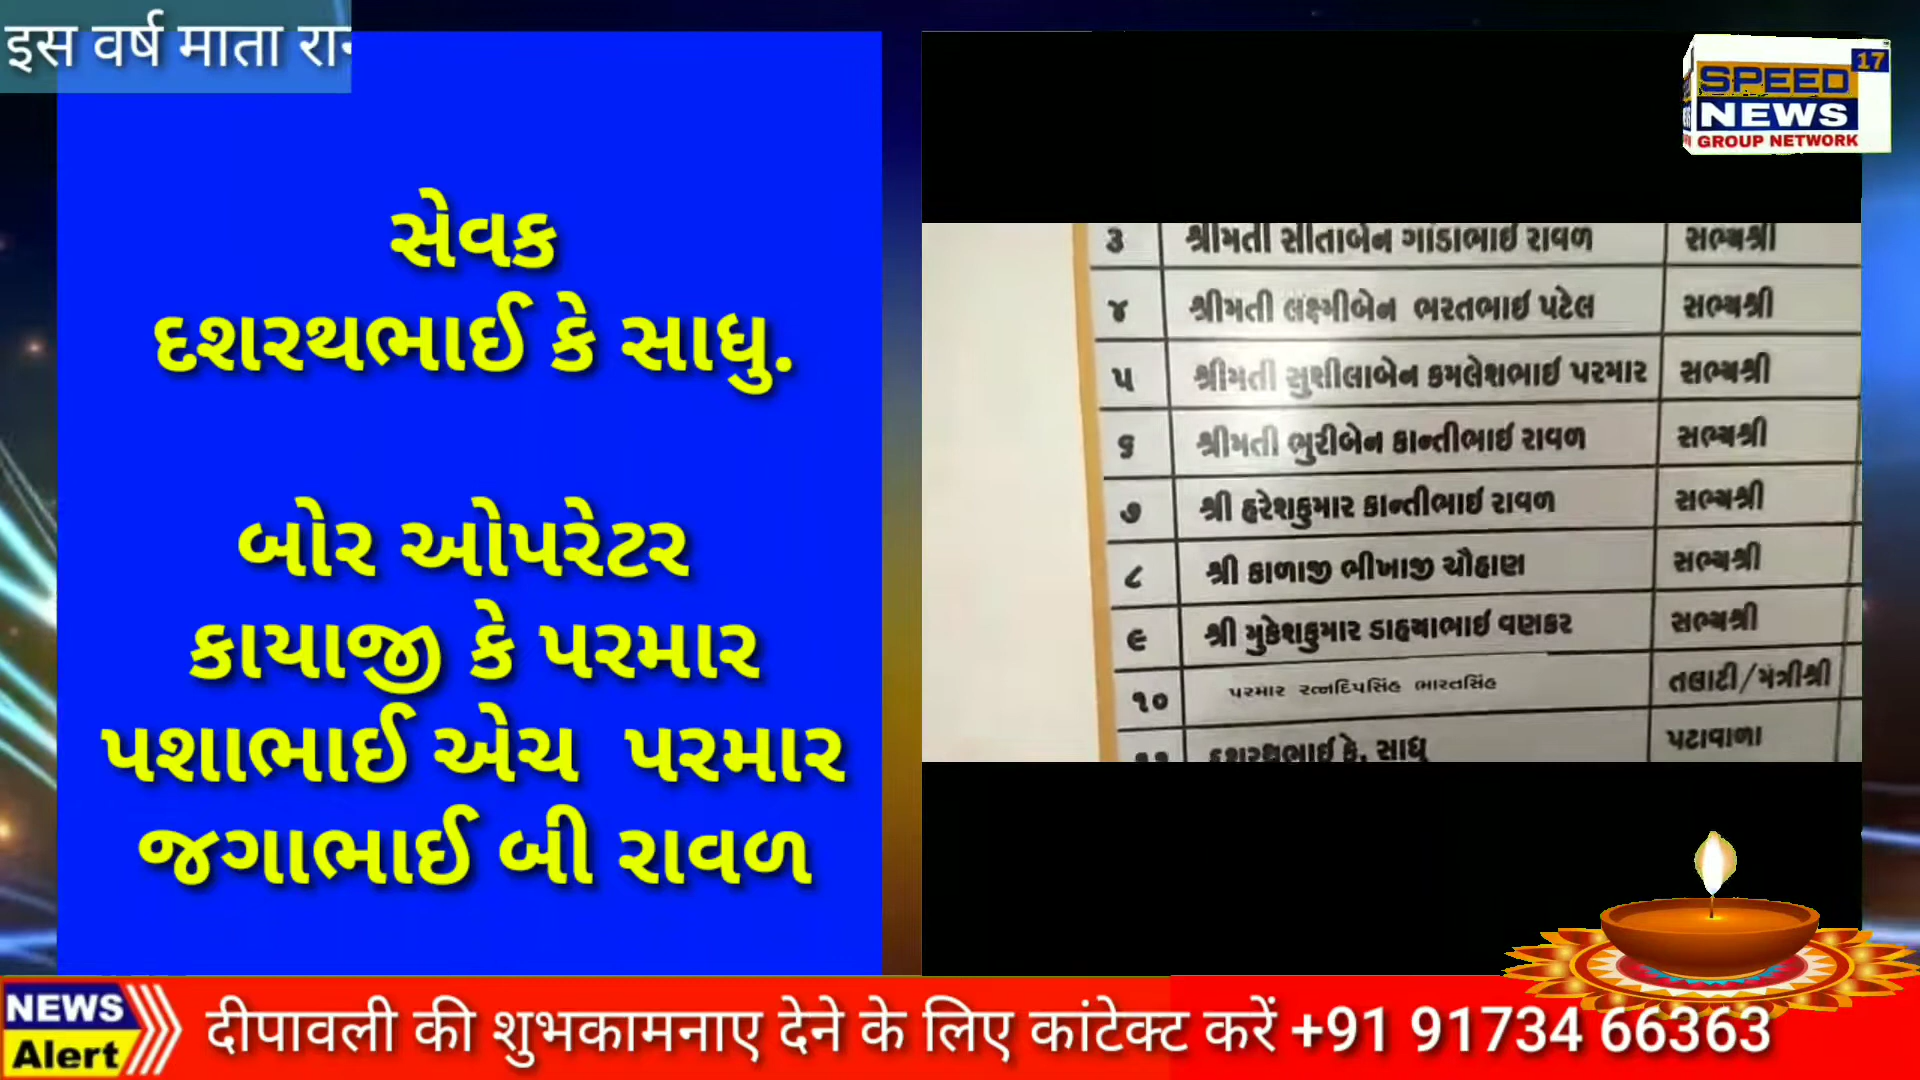 इस वर्ष माता
સેવક
દશરથભાઈ કે સાધુ.
બોર ઓપરેટર
કાયાજી કે પરમાર
પશાભાઈ એચ પરમાર
જગાભાઈ બી રાવળ
17
SPEED
NEWS
GROUP NETWORK
૩ શ્રીમતી સીતાબેન ગાંડાભાઈ રાવળ સભ્યશ્રી
૪ શ્રીમતી લક્ષ્મીબેન ભરતભાઈ પટેલ સભ્યશ્રી
૫ શ્રીમતી સુશીલાબેન કમલેશભાઈ પરમાર સભ્યશ્રી
૬ શ્રીમતી ભુરીબેન કાન્તીભાઈ રાવળ સભ્યશ્રી
૭ શ્રી હરેશકુમાર કાન્તીભાઈ રાવળ સભ્યશ્રી
૮ શ્રી કાળાજી ભીખાજી ચૌહાણ સભ્યશ્રી
૯ શ્રી મુકેશકુમાર ડાહયાભાઈ વણકર સભ્યશ્રી
૧૦ પરમાર રત્નદિપસિંહ ભારતસિંહ તલાટી/મંત્રીશ્રી
૧૧ દશરથભાઈ કે. સાધુ પટાવાળા
NEWS
Alert
दीपावली की शुभकामनाए देने के लिए कांटेक्ट करें +91 91734 66363